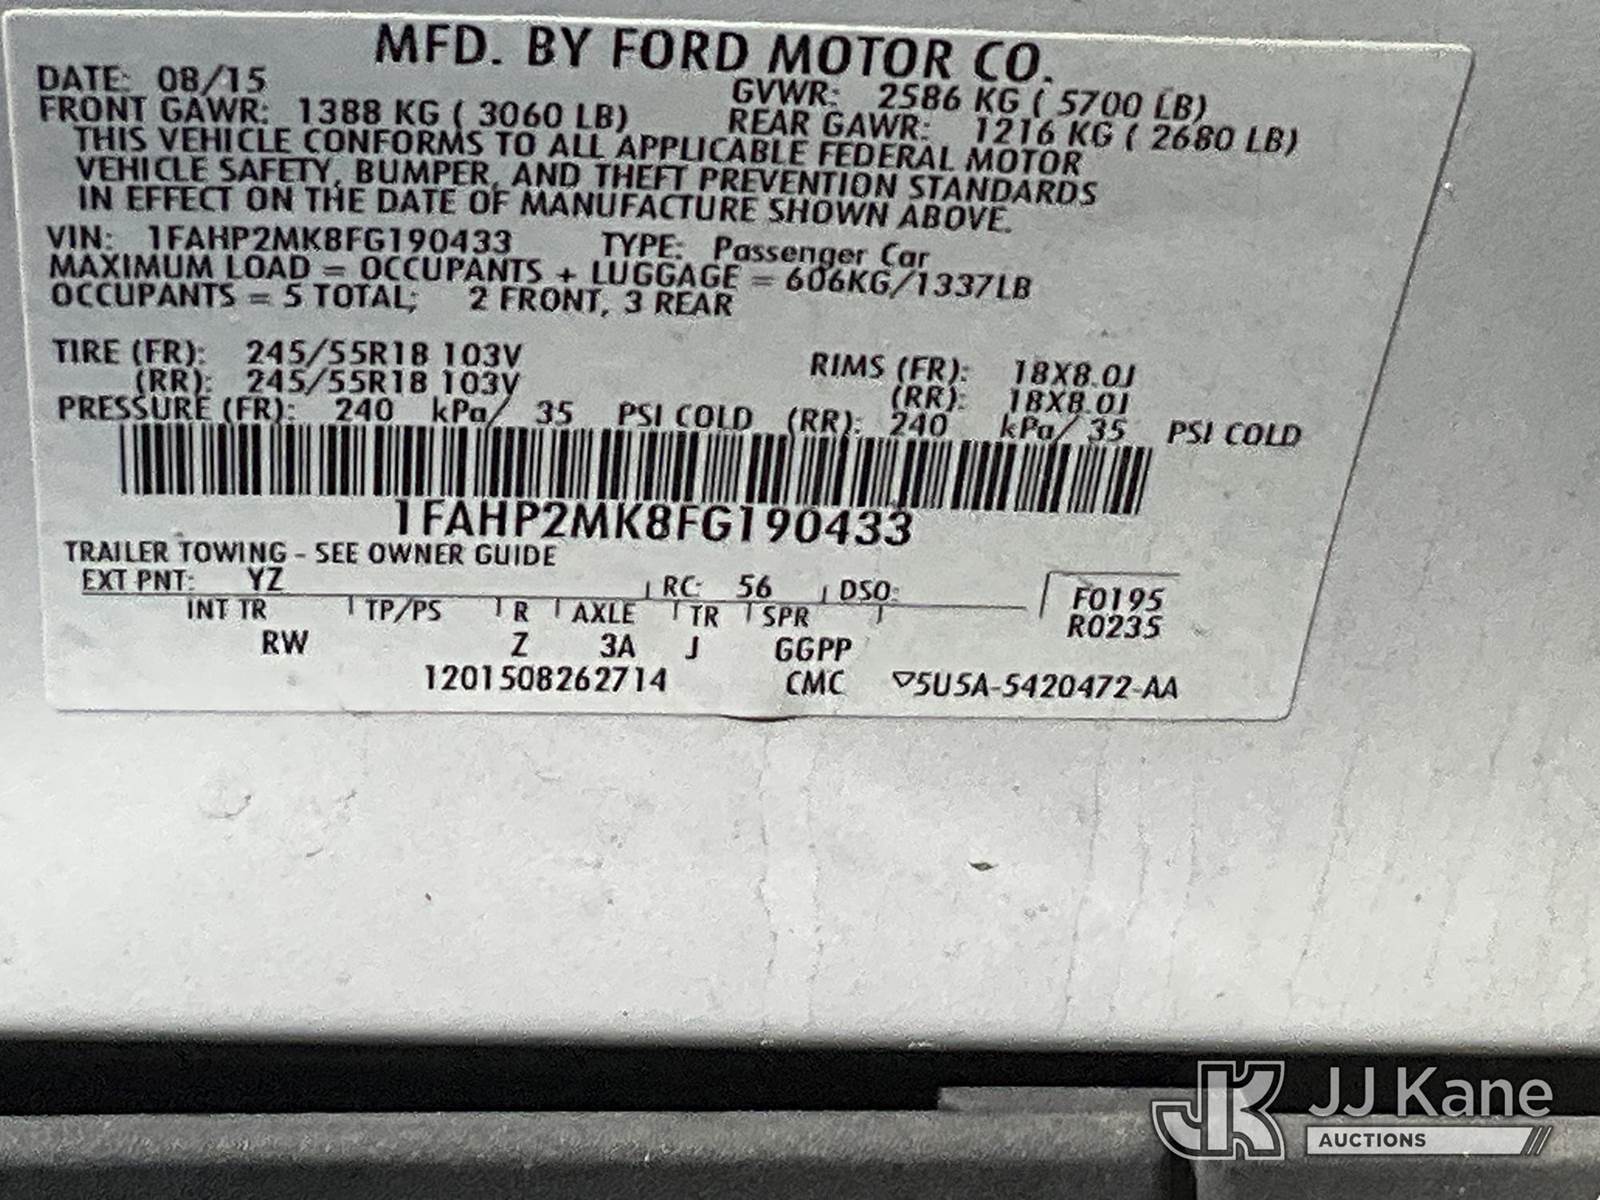 MFD. BY FORD MOTOR CO.
DATE: 08/15 GVWR: 2586 KG ( 5700 LB)
FRONT GAWR: 1388 KG ( 3060 LB) REAR GAWR: 1216 KG ( 2680 LB)
THIS VEHICLE CONFORMS TO ALL APPLICABLE FEDERAL MOTOR
VEHICLE SAFETY, BUMPER, AND THEFT PREVENTION STANDARDS
IN EFFECT ON THE DATE OF MANUFACTURE SHOWN ABOVE.
VIN: 1FAHP2MK8FG190433 TYPE: Passenger Car
MAXIMUM LOAD = OCCUPANTS + LUGGAGE = 606KG/1337LB
OCCUPANTS = 5 TOTAL; 2 FRONT, 3 REAR
TIRE (FR): 245/55R18 103V RIMS (FR): 18X8.0J
(RR): 245/55R18 103V (RR): 18X8.0J
PRESSURE (FR): 240 kPa/ 35 PSI COLD (RR): 240 kPa/ 35 PSI COLD
1FAHP2MK8FG190433
TRAILER TOWING - SEE OWNER GUIDE
EXT PNT: YZ RC: 56 DSO: F0195
INT TR TP/PS R AXLE TR SPR R0235
RW Z 3A J GGPP
1201508262714 CMC ▽5U5A-5420472-AA
JK JJ Kane
AUCTIONS